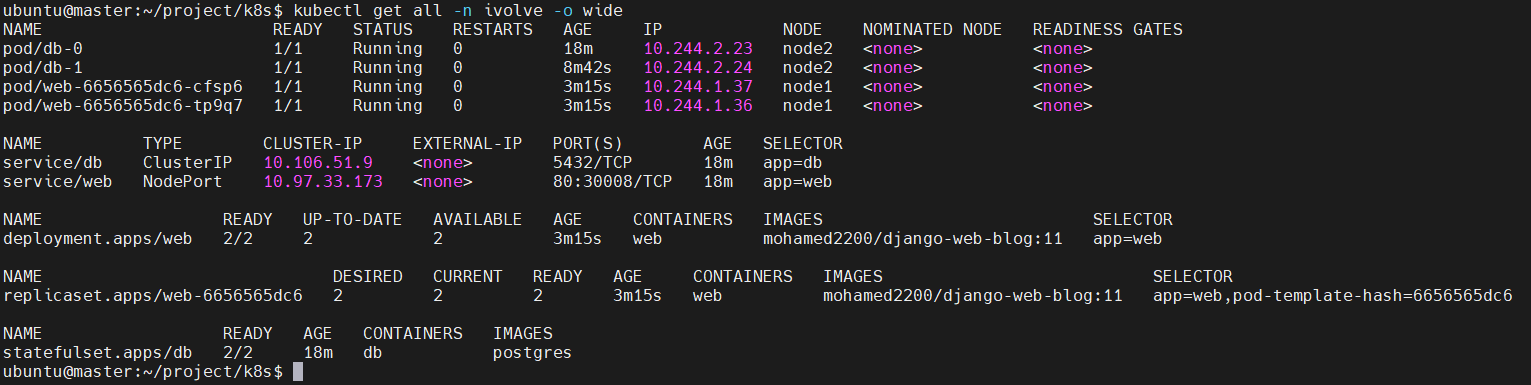 ubuntu@master:~/project/k8s$ kubectl get all -n ivolve -o wide
NAME                       READY   STATUS    RESTARTS   AGE     IP            NODE    NOMINATED NODE   READINESS GATES
pod/db-0                   1/1     Running   0          18m     10.244.2.23   node2   <none>           <none>
pod/db-1                   1/1     Running   0          8m42s   10.244.2.24   node2   <none>           <none>
pod/web-6656565dc6-cfsp6   1/1     Running   0          3m15s   10.244.1.37   node1   <none>           <none>
pod/web-6656565dc6-tp9q7   1/1     Running   0          3m15s   10.244.1.36   node1   <none>           <none>

NAME          TYPE        CLUSTER-IP     EXTERNAL-IP   PORT(S)        AGE   SELECTOR
service/db    ClusterIP   10.106.51.9    <none>        5432/TCP       18m   app=db
service/web   NodePort    10.97.33.173   <none>        80:30008/TCP   18m   app=web

NAME                  READY   UP-TO-DATE   AVAILABLE   AGE     CONTAINERS   IMAGES                           SELECTOR
deployment.apps/web   2/2     2            2           3m15s   web          mohamed2200/django-web-blog:11   app=web

NAME                             DESIRED   CURRENT   READY   AGE     CONTAINERS   IMAGES                           SELECTOR
replicaset.apps/web-6656565dc6   2         2         2       3m15s   web          mohamed2200/django-web-blog:11   app=web,pod-template-hash=6656565dc6

NAME                  READY   AGE   CONTAINERS   IMAGES
statefulset.apps/db   2/2     18m   db           postgres
ubuntu@master:~/project/k8s$